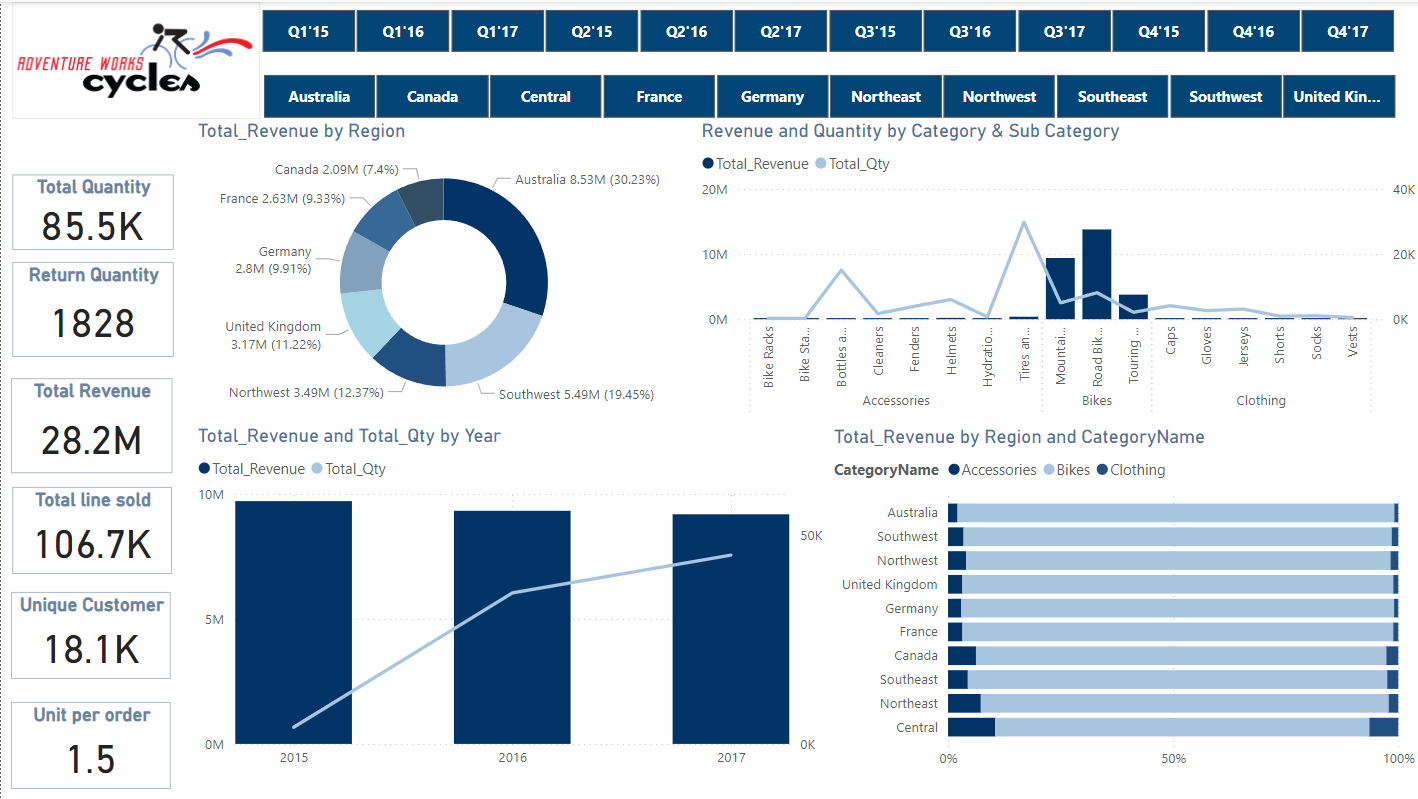 ADVENTURE WORKS
cycles
Q1'15
Q1'16
Q1'17
Q2'15
Q2'16
Q2'17
Q3'15
Q3'16
Q3'17
Q4'15
Q4'16
Q4'17
Australia
Canada
Central
France
Germany
Northeast
Northwest
Southeast
Southwest
United Kin...
Total Quantity
85.5K
Return Quantity
1828
Total Revenue
28.2M
Total line sold
106.7K
Unique Customer
18.1K
Unit per order
1.5
Total_Revenue by Region
Canada 2.09M (7.4%)
Australia 8.53M (30.23%)
France 2.63M (9.33%)
Germany
2.8M (9.91%)
United Kingdom
3.17M (11.22%)
Northwest 3.49M (12.37%)
Southwest 5.49M (19.45%)
Revenue and Quantity by Category & Sub Category
Total_Revenue Total_Qty
20M
10M
0M
40K
20K
0K
Bike Racks
Bike Sta...
Bottles a...
Cleaners
Fenders
Helmets
Hydratio...
Tires an...
Mountai...
Road Bik...
Touring ...
Caps
Gloves
Jerseys
Shorts
Socks
Vests
Accessories
Bikes
Clothing
Total_Revenue and Total_Qty by Year
Total_Revenue Total_Qty
10M
5M
0M
50K
0K
2015
2016
2017
Total_Revenue by Region and CategoryName
CategoryName Accessories Bikes Clothing
Australia
Southwest
Northwest
United Kingdom
Germany
France
Canada
Southeast
Northeast
Central
0%
50%
100%